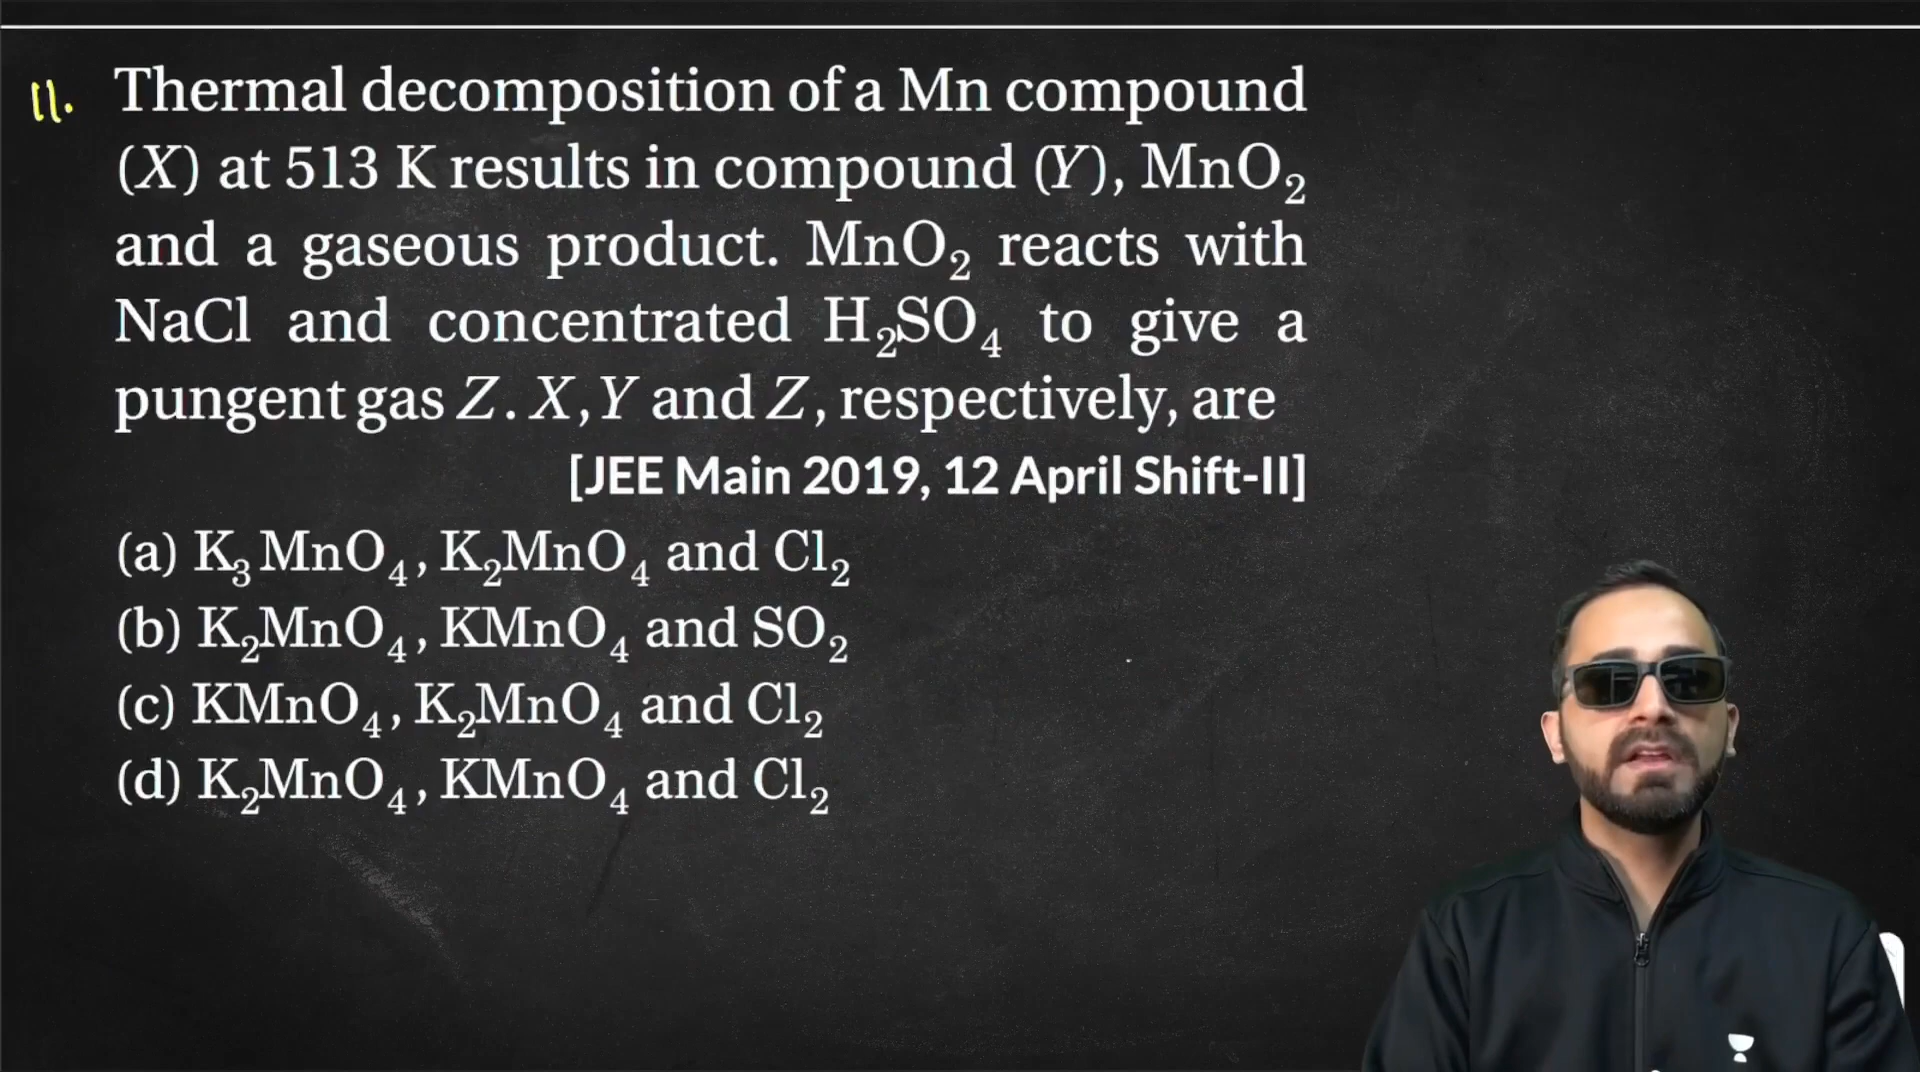 11. Thermal decomposition of a Mn compound
(X) at 513 K results in compound (Y), MnO₂
and a gaseous product. MnO₂ reacts with
NaCl and concentrated H₂SO₄ to give a
pungent gas Z. X, Y and Z, respectively, are
[JEE Main 2019, 12 April Shift-II]
(a) K₃MnO₄, K₂MnO₄ and Cl₂
(b) K₂MnO₄, KMnO₄ and SO₂
(c) KMnO₄, K₂MnO₄ and Cl₂
(d) K₂MnO₄, KMnO₄ and Cl₂